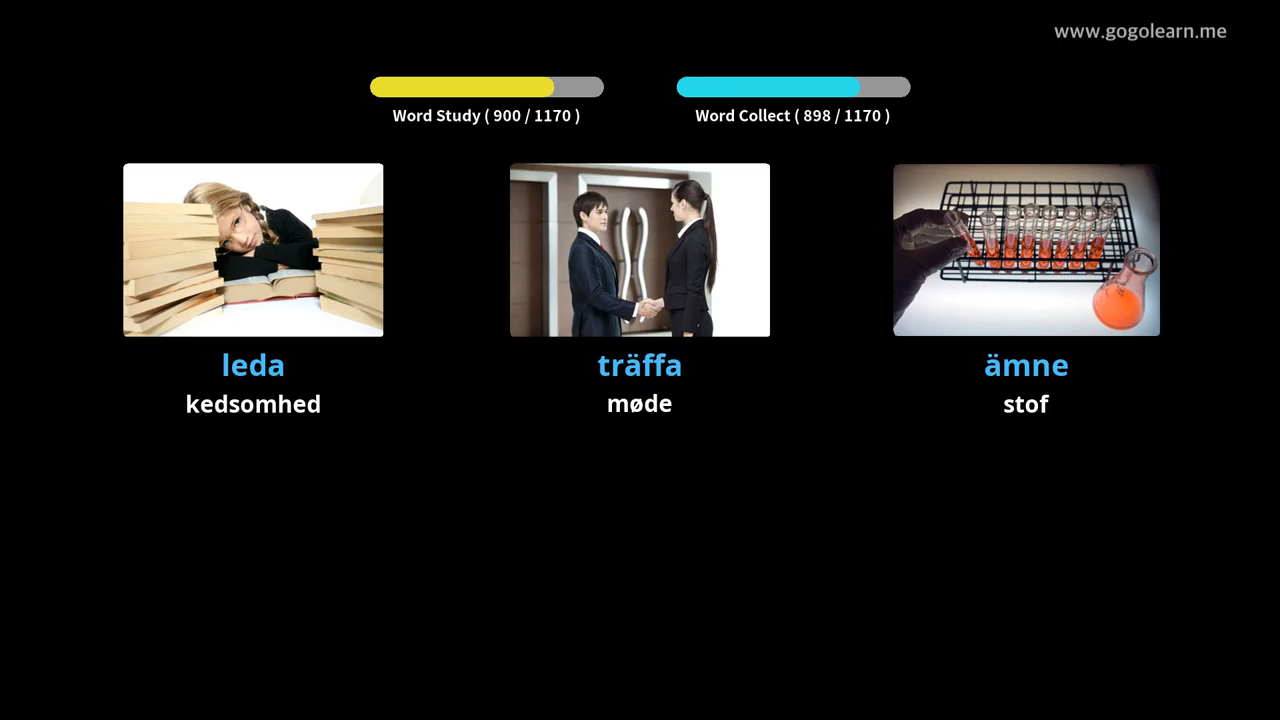 www.gogolearn.me
Word Study ( 900 / 1170 )
Word Collect ( 898 / 1170 )
leda
träffa
ämne
kedsomhed
møde
stof